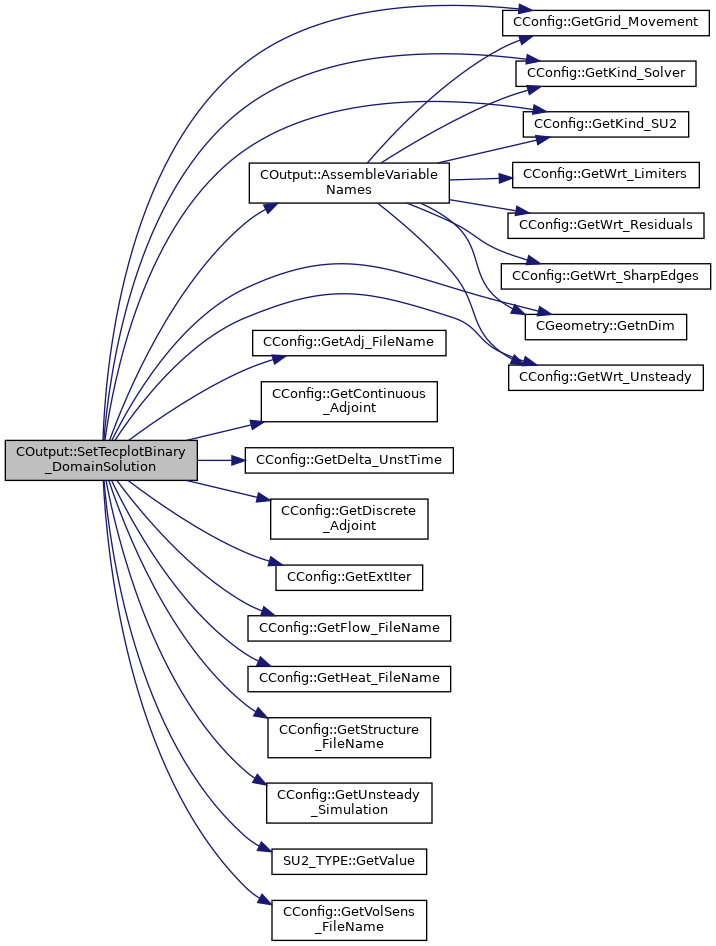 CConfig::GetGrid_Movement
CConfig::GetKind_Solver
CConfig::GetKind_SU2
COutput::AssembleVariable
Names
CConfig::GetWrt_Limiters
CConfig::GetWrt_Residuals
CConfig::GetWrt_SharpEdges
CGeometry::GetnDim
CConfig::GetAdj_FileName
CConfig::GetWrt_Unsteady
CConfig::GetContinuous
_Adjoint
COutput::SetTecplotBinary
_DomainSolution
CConfig::GetDelta_UnstTime
CConfig::GetDiscrete
_Adjoint
CConfig::GetExtIter
CConfig::GetFlow_FileName
CConfig::GetHeat_FileName
CConfig::GetStructure
_FileName
CConfig::GetUnsteady
_Simulation
SU2_TYPE::GetValue
CConfig::GetVolSens
_FileName